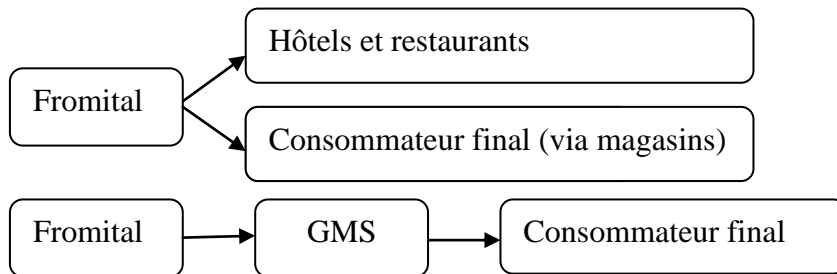 Hôtels et restaurants
Fromital
Consommateur final (via magasins)
Fromital
GMS
Consommateur final